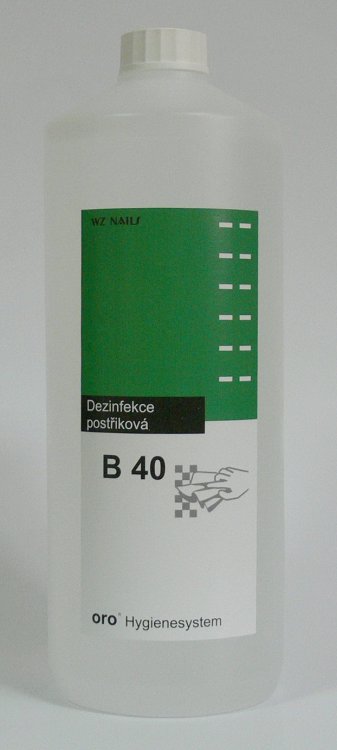 WZ NAILS
Dezinfekce
postřiková
B 40
oro® Hygienesystem